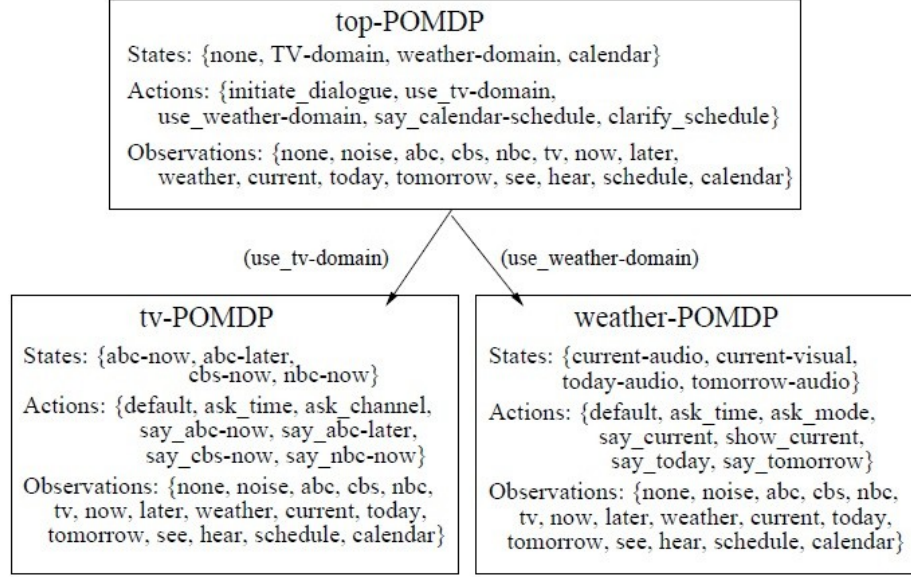 top-POMDP
States: {none, TV-domain, weather-domain, calendar}
Actions: {initiate_dialogue, use_tv-domain,
use_weather-domain, say_calendar-schedule, clarify_schedule}
Observations: {none, noise, abc, cbs, nbc, tv, now, later,
weather, current, today, tomorrow, see, hear, schedule, calendar}
(use_tv-domain)
(use_weather-domain)
tv-POMDP
States: {abc-now, abc-later,
cbs-now, nbc-now}
Actions: {default, ask_time, ask_channel,
say_abc-now, say_abc-later,
say_cbs-now, say_nbc-now}
Observations: {none, noise, abc, cbs, nbc,
tv, now, later, weather, current, today,
tomorrow, see, hear, schedule, calendar}
weather-POMDP
States: {current-audio, current-visual,
today-audio, tomorrow-audio}
Actions: {default, ask_time, ask_mode,
say_current, show_current,
say_today, say_tomorrow}
Observations: {none, noise, abc, cbs, nbc,
tv, now, later, weather, current, today,
tomorrow, see, hear, schedule, calendar}